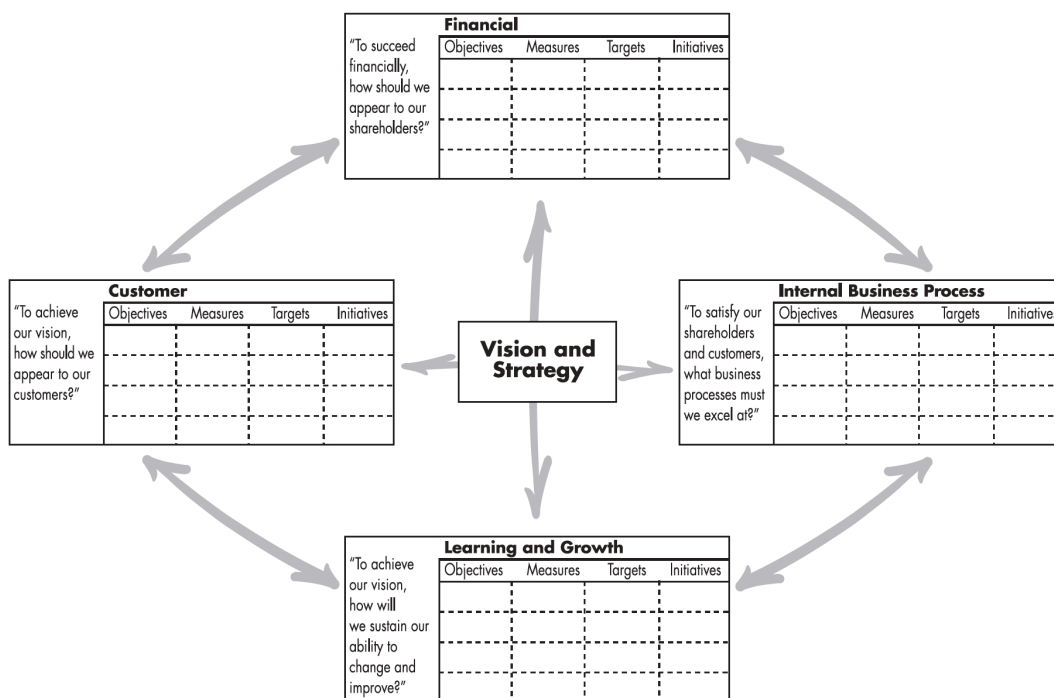 Financial
"To succeed
financially,
how should we
appear to our
shareholders?"
Objectives Measures Targets Initiatives
Customer
"To achieve
our vision,
how should we
appear to our
customers?"
Objectives Measures Targets Initiatives
Vision and
Strategy
Internal Business Process
"To satisfy our
shareholders
and customers,
what business
processes must
we excel at?"
Objectives Measures Targets Initiatives
Learning and Growth
"To achieve
our vision,
how will
we sustain our
ability to
change and
improve?"
Objectives Measures Targets Initiatives